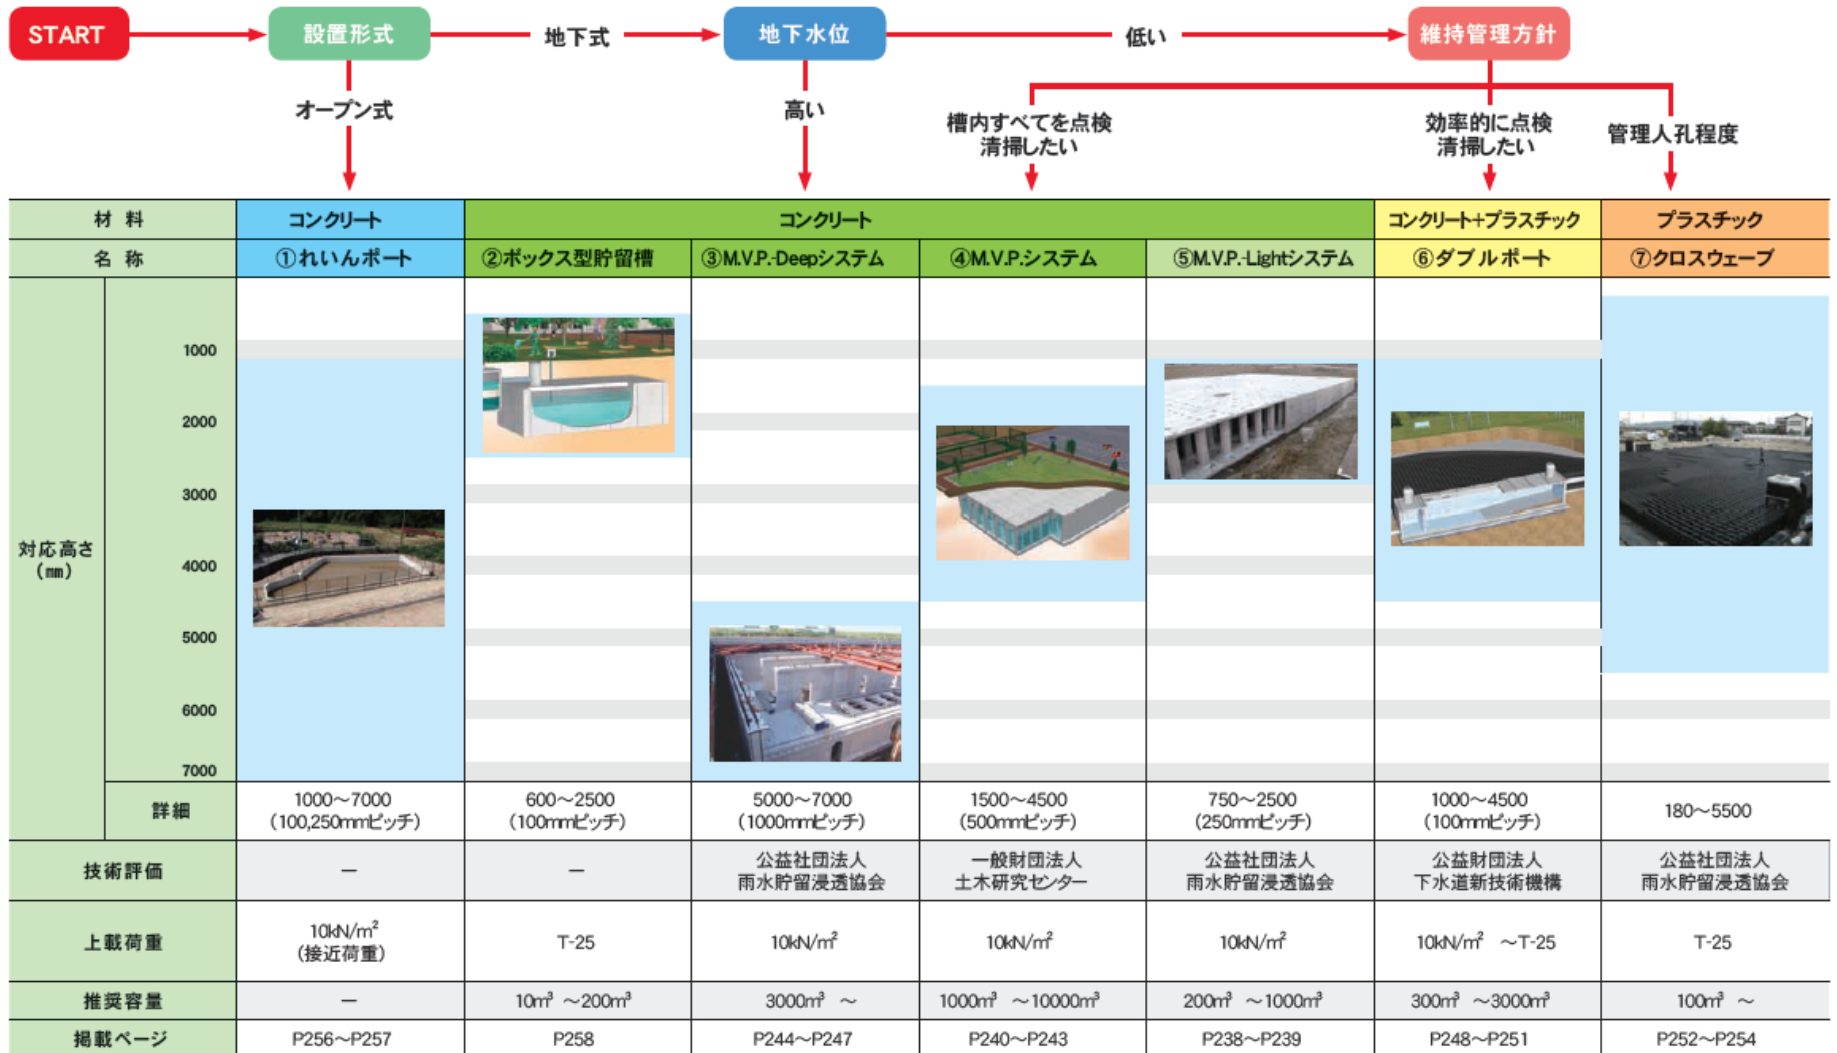 START
設置形式
地下式
地下水位
低い
維持管理方針
オープン式
高い
槽内すべてを点検
清掃したい
効率的に点検
清掃したい
管理人孔程度
材 料
コンクリート
コンクリート
コンクリート+プラスチック
プラスチック
名 称
①れいんポート
②ボックス型貯留槽
③M.V.P.-Deepシステム
④M.V.P.システム
⑤M.V.P.-Lightシステム
⑥ダブルポート
⑦クロスウェーブ
対応高さ
(㎜)
1000
2000
3000
4000
5000
6000
7000
詳細
1000～7000
(100,250mmピッチ)
600～2500
(100mmピッチ)
5000～7000
(1000mmピッチ)
1500～4500
(500mmピッチ)
750～2500
(250mmピッチ)
1000～4500
(100mmピッチ)
180～5500
技術評価
－
－
公益社団法人
雨水貯留浸透協会
一般財団法人
土木研究センター
公益社団法人
雨水貯留浸透協会
公益財団法人
下水道新技術機構
公益社団法人
雨水貯留浸透協会
上載荷重
10kN/㎡
(接近荷重)
T-25
10kN/㎡
10kN/㎡
10kN/㎡
10kN/㎡ ～T-25
T-25
推奨容量
－
10㎥ ～200㎥
3000㎥ ～
1000㎥ ～10000㎥
200㎥ ～1000㎥
300㎥ ～3000㎥
100㎥ ～
掲載ページ
P256～P257
P258
P244～P247
P240～P243
P238～P239
P248～P251
P252～P254